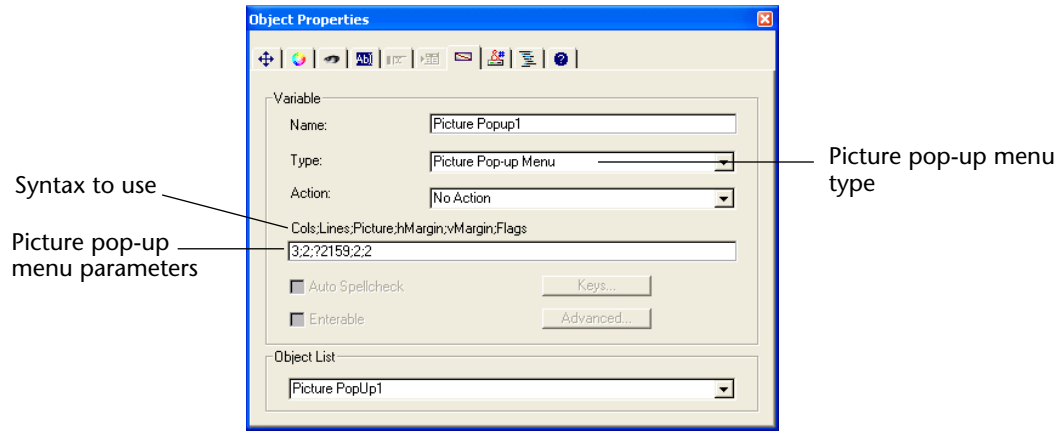 Object Properties
Abl
&#
?
Variable
Name:
Picture Popup1
Type:
Picture Pop-up Menu
Picture pop-up menu
type
Action:
No Action
Syntax to use
Cols;Lines;Picture;hMargin;vMargin;Flags
Picture pop-up
menu parameters
3;2;?2159;2;2
Auto Spellcheck
Keys...
Enterable
Advanced...
Object List
Picture PopUp1